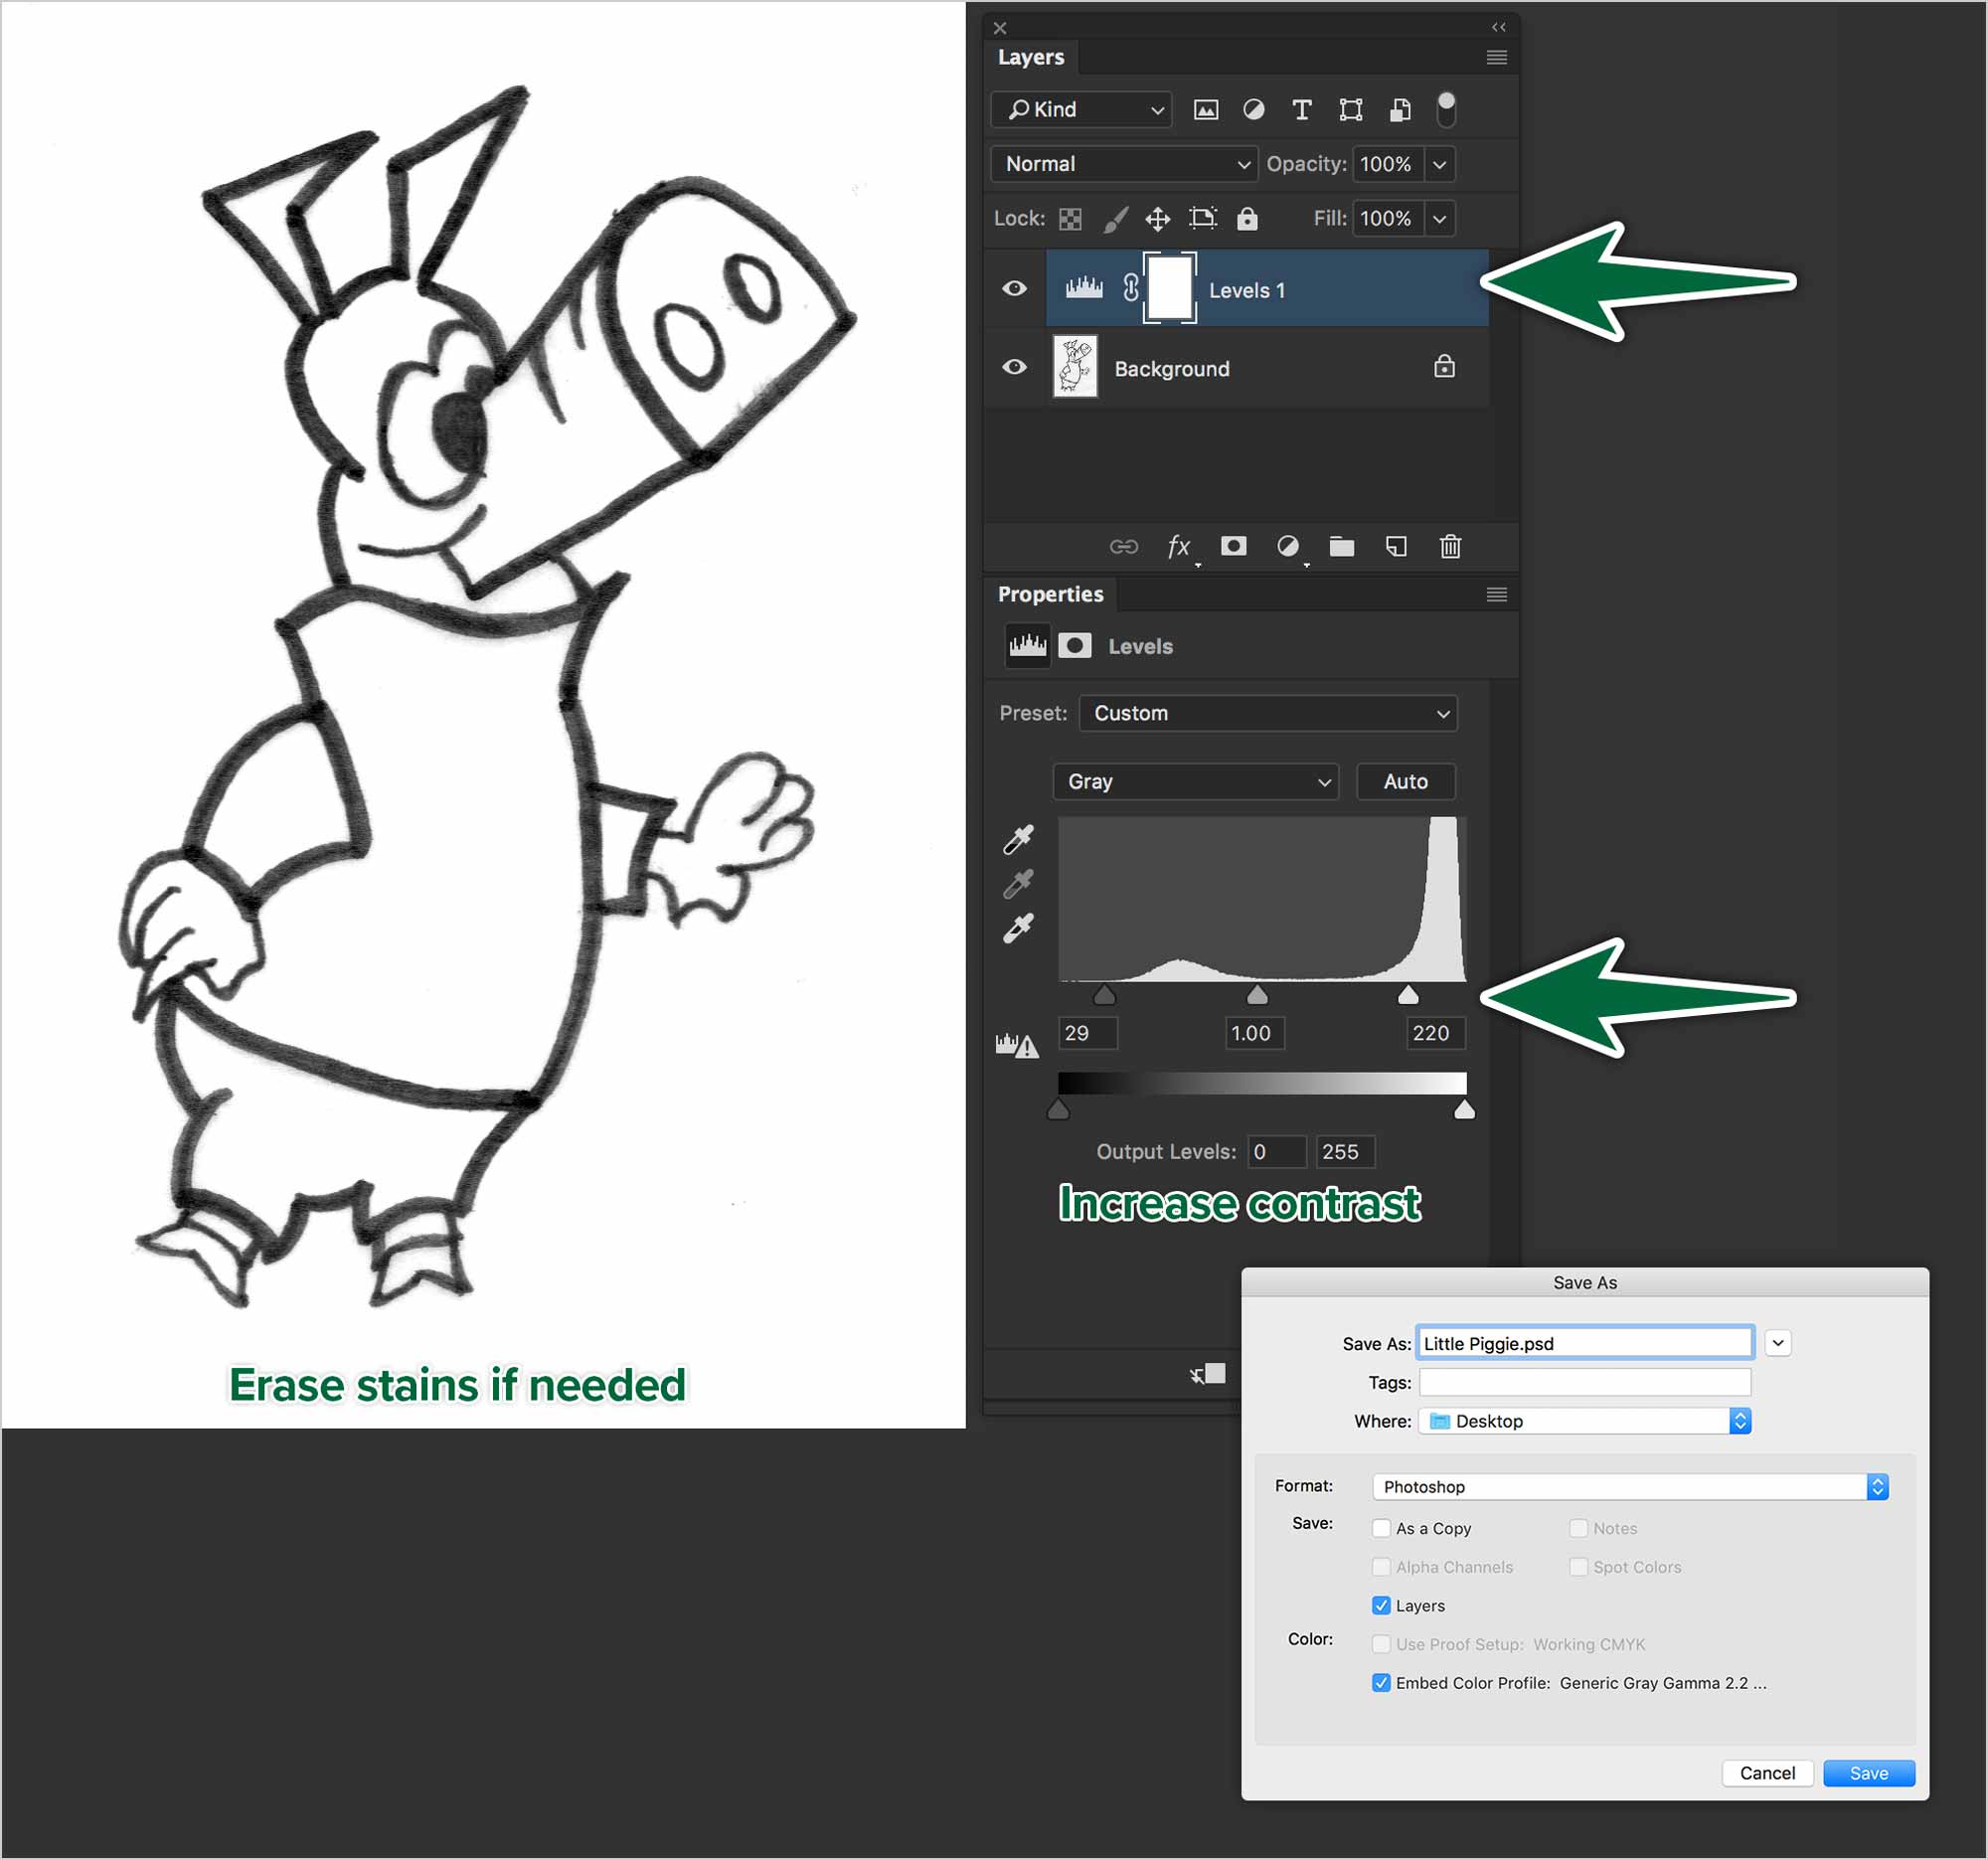 Layers
Kind
Normal Opacity: 100%
Lock: Fill: 100%
Levels 1
Background
fx
Properties
Levels
Preset: Custom
Gray Auto
29 1.00 220
Output Levels: 0 255
Increase contrast
Erase stains if needed
Save As
Save As: Little Piggie.psd
Tags:
Where: Desktop
Format: Photoshop
Save: As a Copy Notes
Alpha Channels Spot Colors
Layers
Color: Use Proof Setup: Working CMYK
Embed Color Profile: Generic Gray Gamma 2.2 ...
Cancel Save